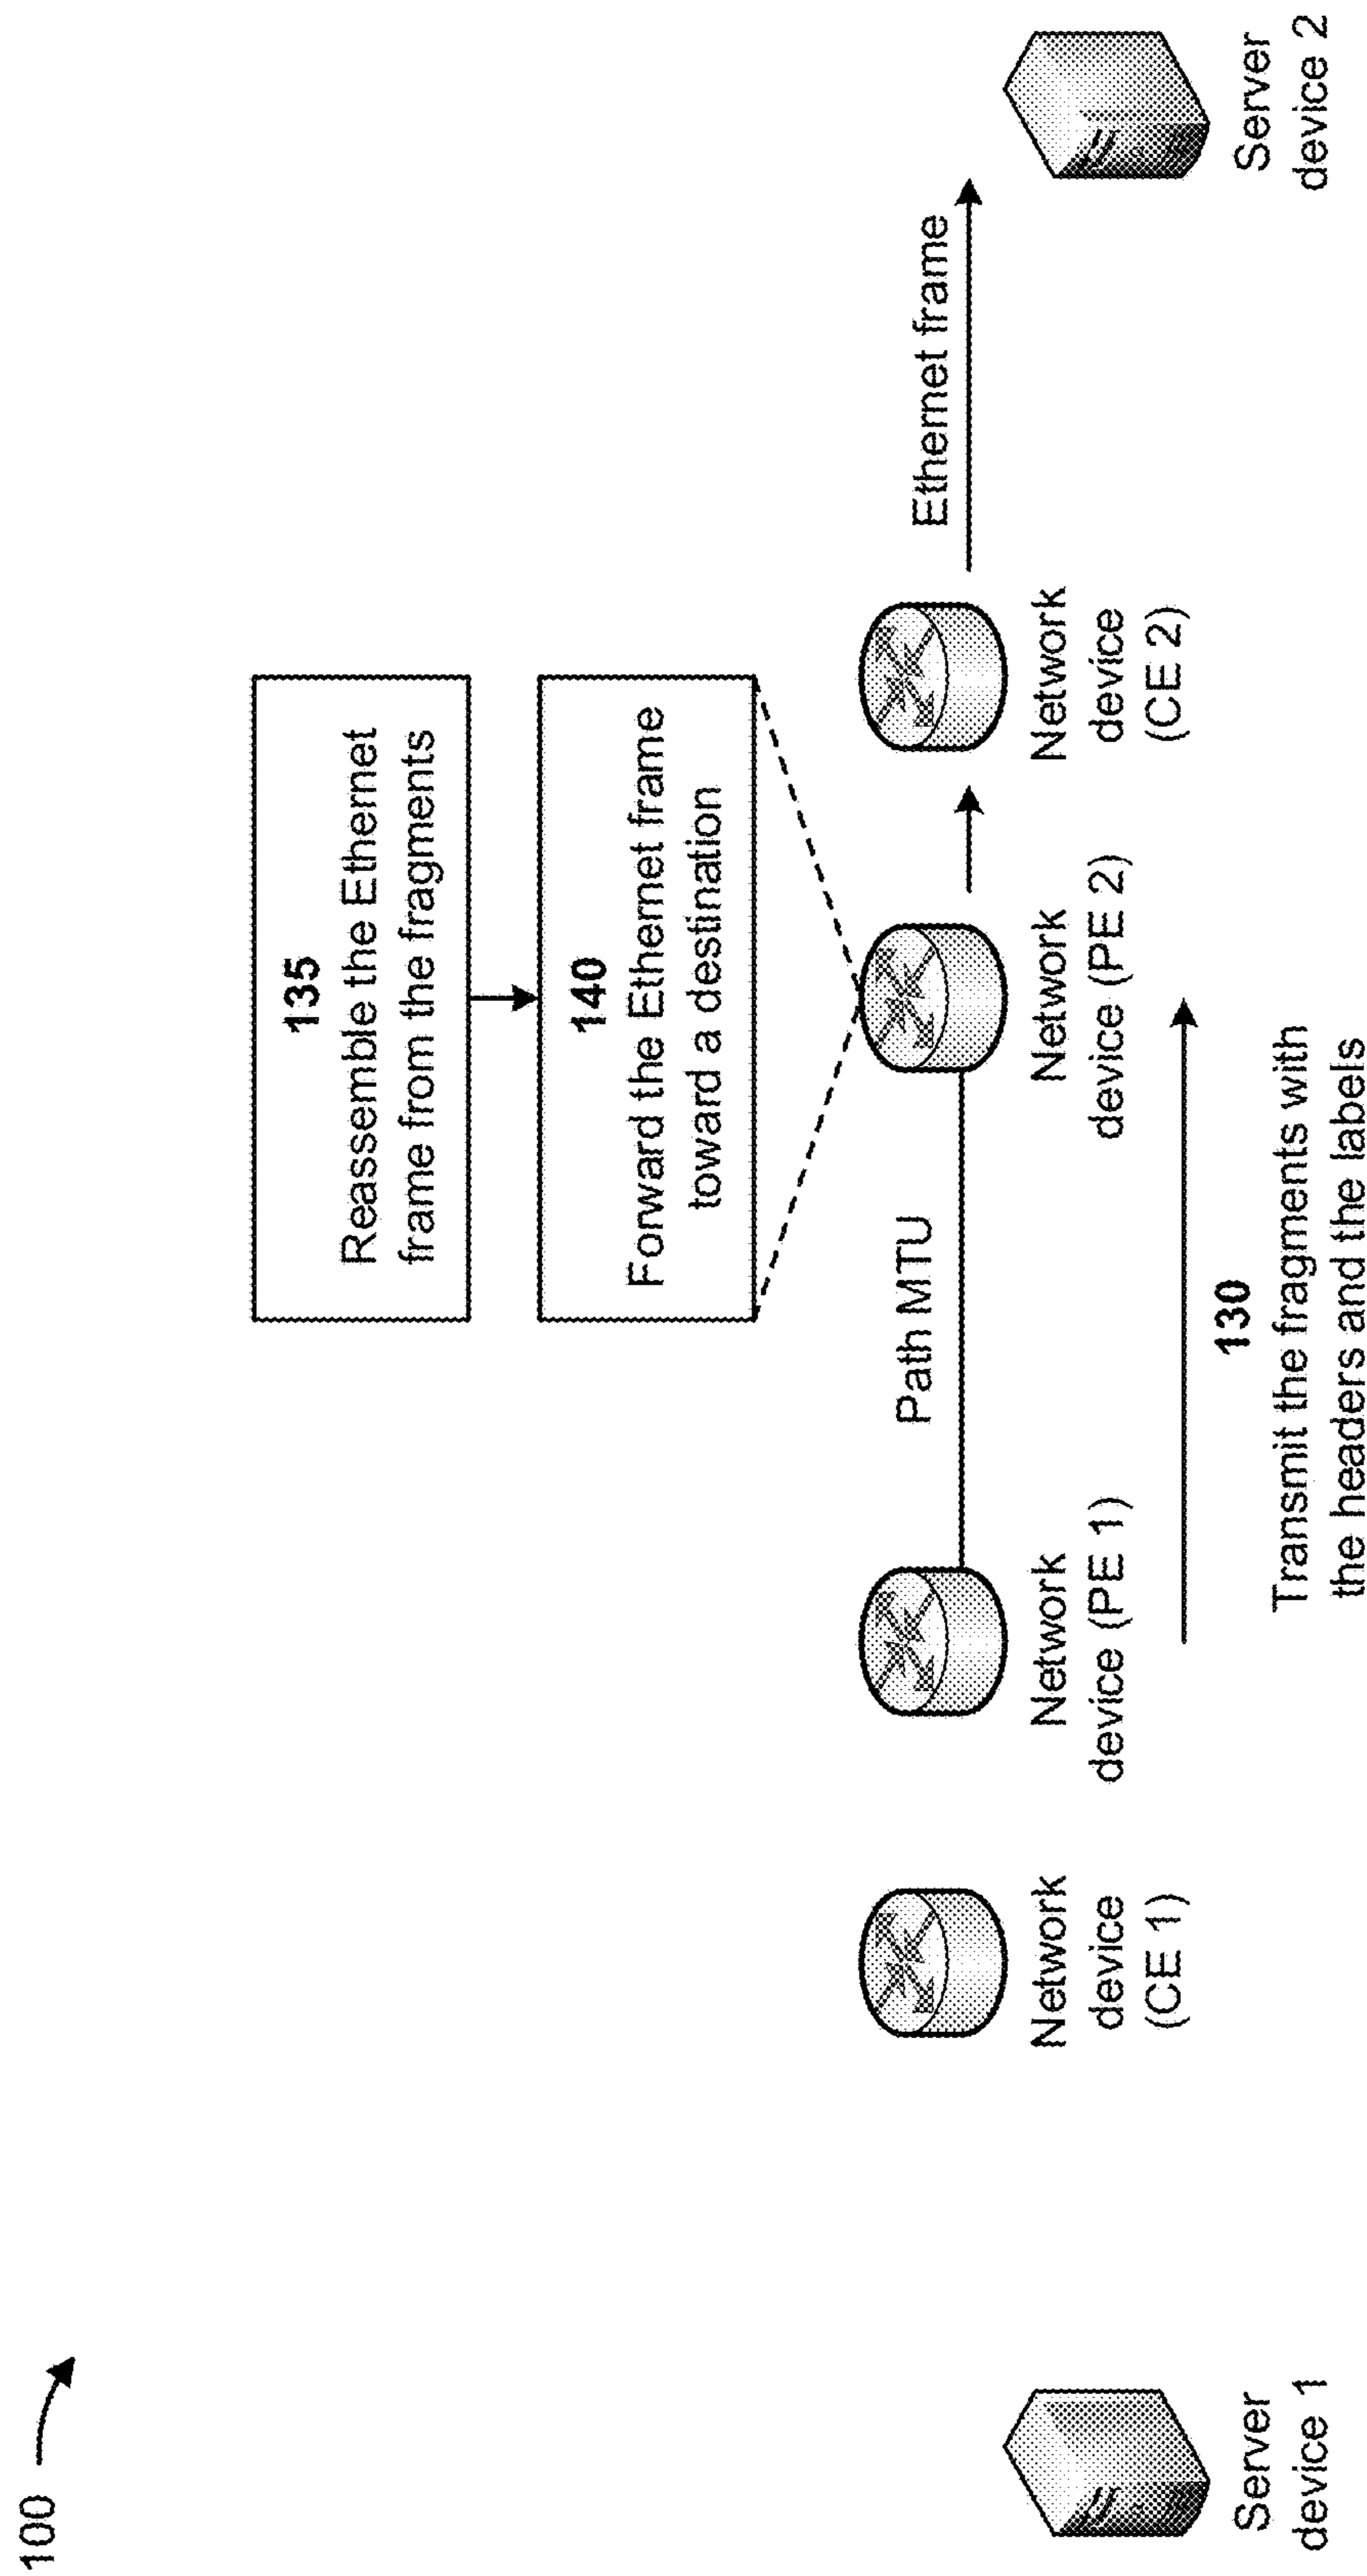 100
135
Reassemble the Ethernet
frame from the fragments
140
Forward the Ethernet frame
toward a destination
Path MTU
Ethernet frame
Server
device 1
Network
device
(CE 1)
Network
device (PE 1)
Network
device (PE 2)
Network
device
(CE 2)
Server
device 2
130
Transmit the fragments with
the headers and the labels